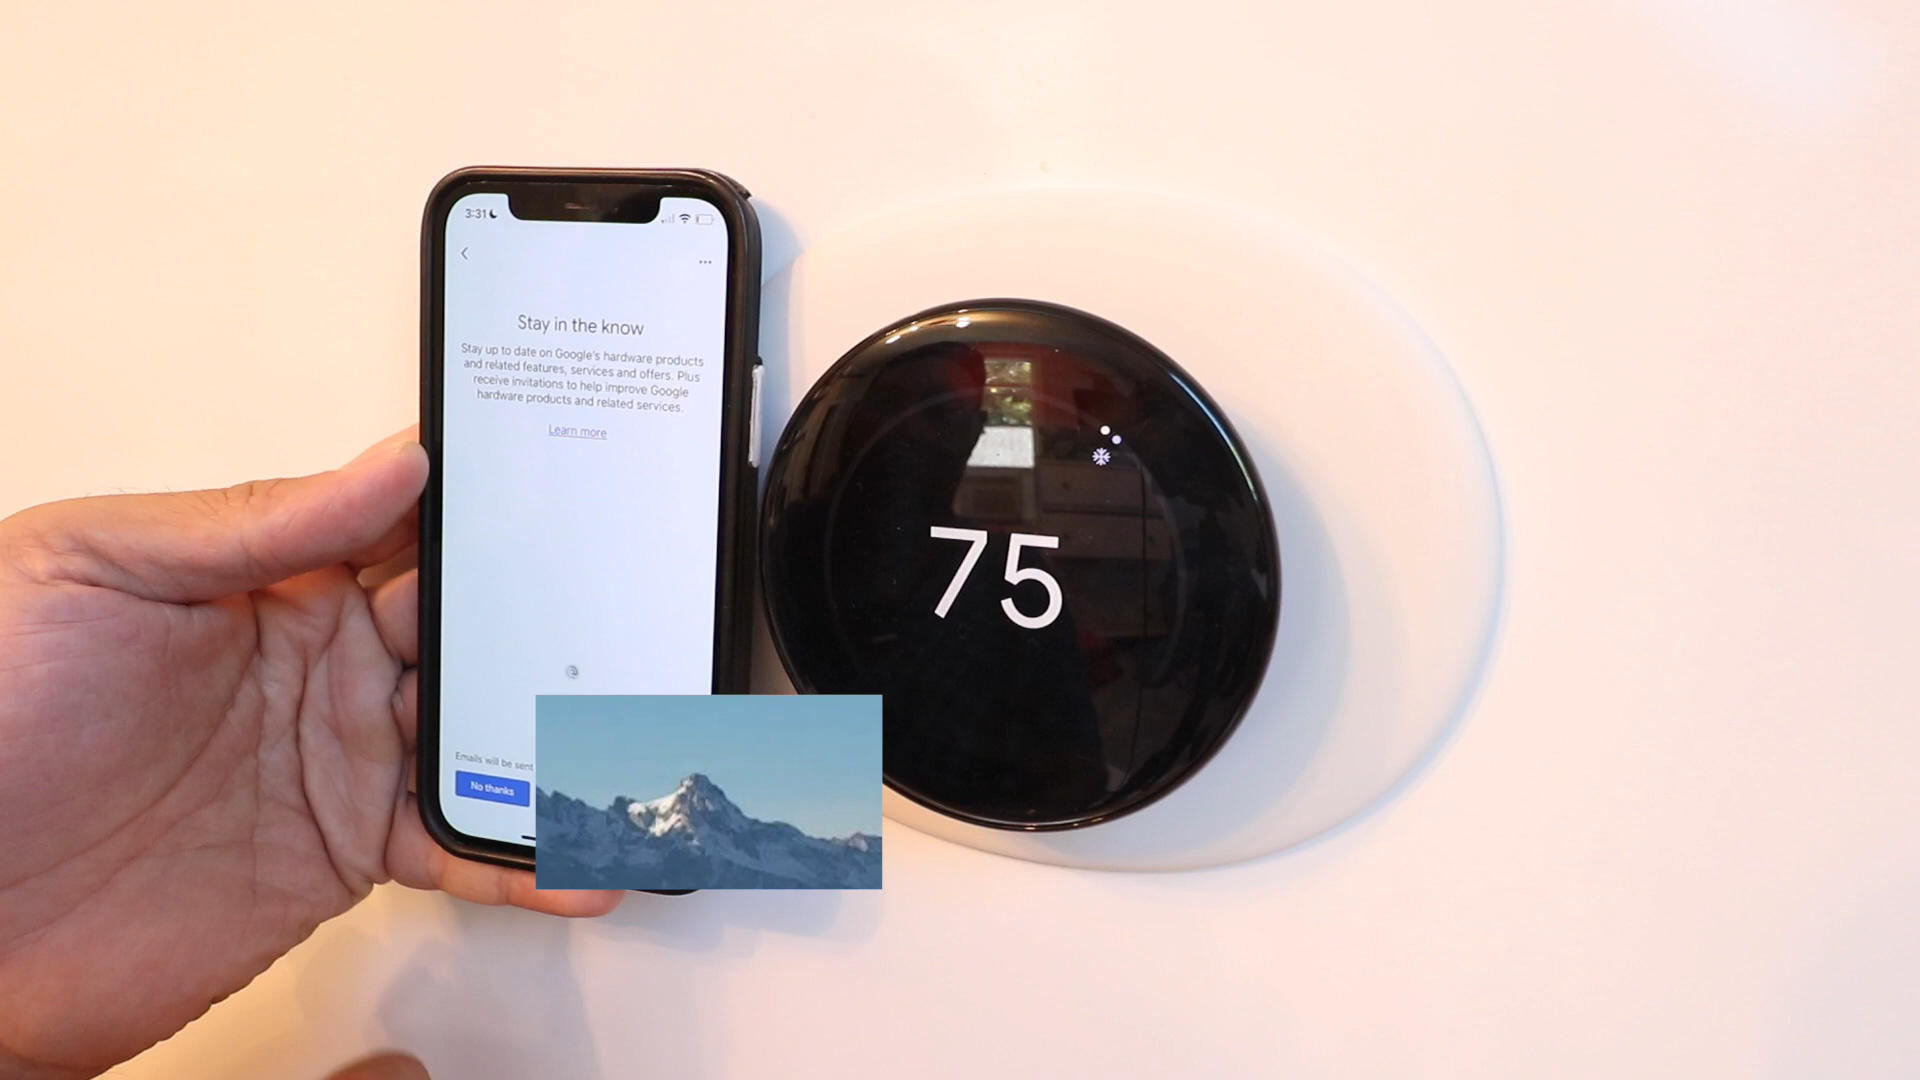 3:31
Stay in the know
Stay up to date on Google's hardware products
and related features, services and offers. Plus
receive invitations to help improve Google
hardware products and related services.
Learn more
Emails will be sent
No thanks
75